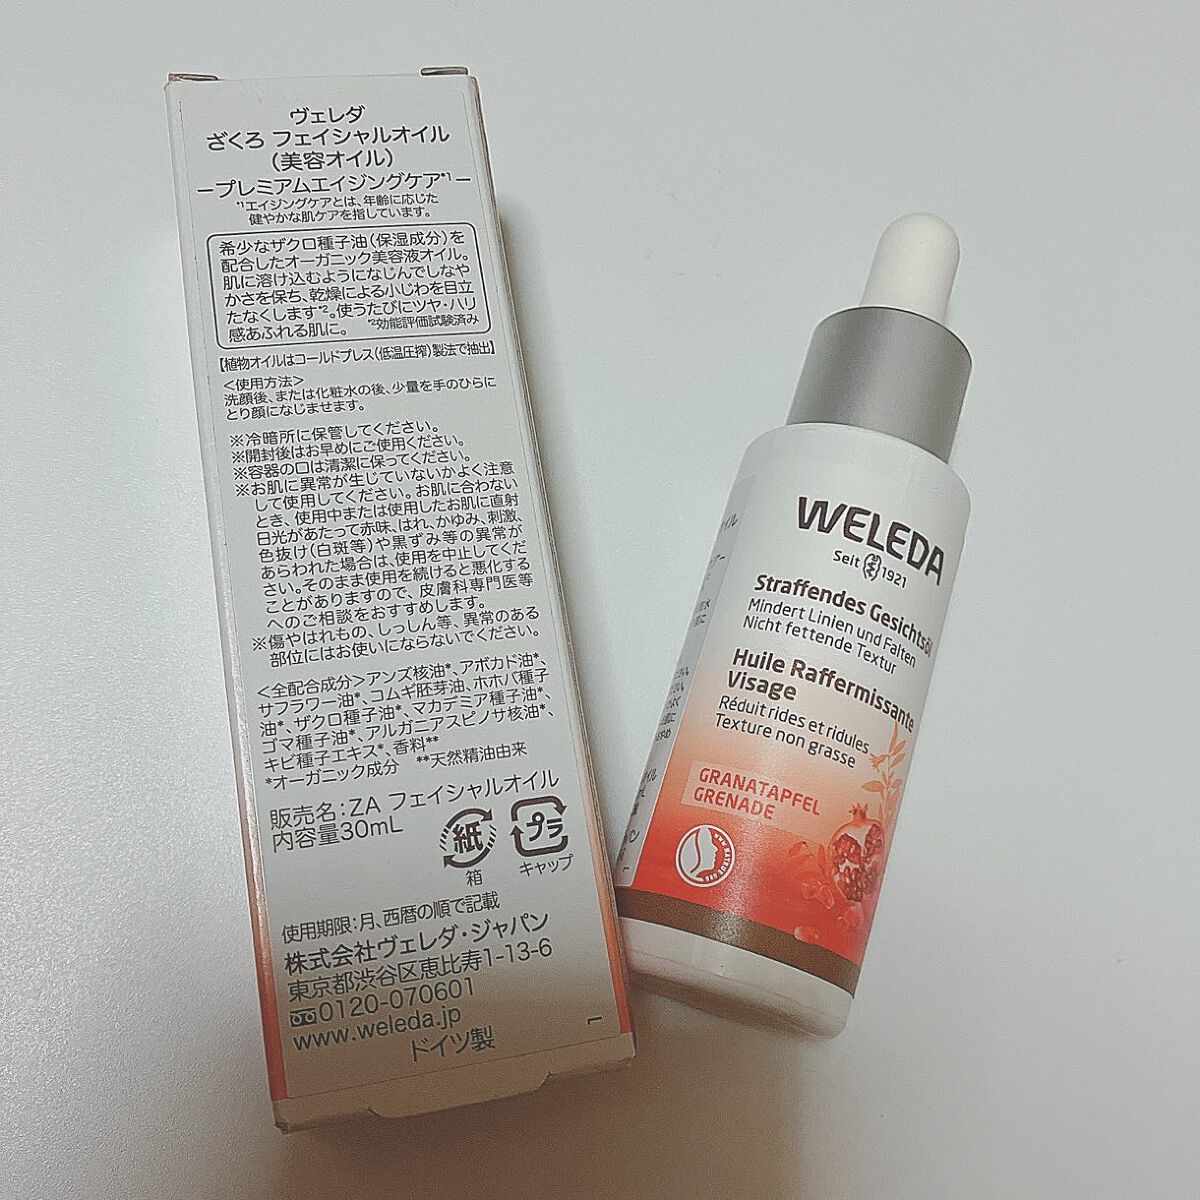 ヴェレダ
ざくろ フェイシャルオイル
(美容オイル)
ープレミアムエイジングケア*1ー
*1エイジングケアとは、年齢に応じた
健やかな肌ケアを指しています。
希少なザクロ種子油(保湿成分)を
配合したオーガニック美容液オイル。
肌に溶け込むようになじんでしなや
かさを保ち、乾燥による小じわを目立
たなくします*2。使うたびにツヤ・ハリ
感あふれる肌に。 *2効能評価試験済み
【植物オイルはコールドプレス(低温圧搾)製法で抽出】
<使用方法>
洗顔後、または化粧水の後、少量を手のひらに
とり顔になじませます。
※冷暗所に保管してください。
※開封後はお早めにご使用ください。
※容器の口は清潔に保ってください。
※お肌に異常が生じていないかよく注意
して使用してください。お肌に合わない
とき、使用中または使用したお肌に直射
日光があたって赤味、はれ、かゆみ、刺激、
色抜け(白斑等)や黒ずみ等の異常が
あらわれた場合は、使用を中止してくだ
さい。そのまま使用を続けると悪化する
ことがありますので、皮膚科専門医等
へのご相談をおすすめします。
※傷やはれもの、しっしん等、異常のある
部位にはお使いにならないでください。
<全配合成分>アンズ核油*、アボカド油*、
サフラワー油*、コムギ胚芽油、ホホバ種子
油*、ザクロ種子油*、マカデミア種子油*、
ゴマ種子油*、アルガニアスピノサ核油*、
キビ種子エキス*、香料**
*オーガニック成分 **天然精油由来
販売名:ZA フェイシャルオイル
内容量30mL
紙
箱
プラ
キャップ
使用期限:月、西暦の順で記載
株式会社ヴェレダ・ジャパン
東京都渋谷区恵比寿1-13-6
0120-070601
www.weleda.jp
ドイツ製
WELEDA
Seit 1921
Straffendes Gesichtsöl
Mindert Linien und Falten
Nicht fettende Textur
Huile Raffermissante
Visage
Réduit rides et ridules
Texture non grasse
GRANATAPFEL
GRENADE